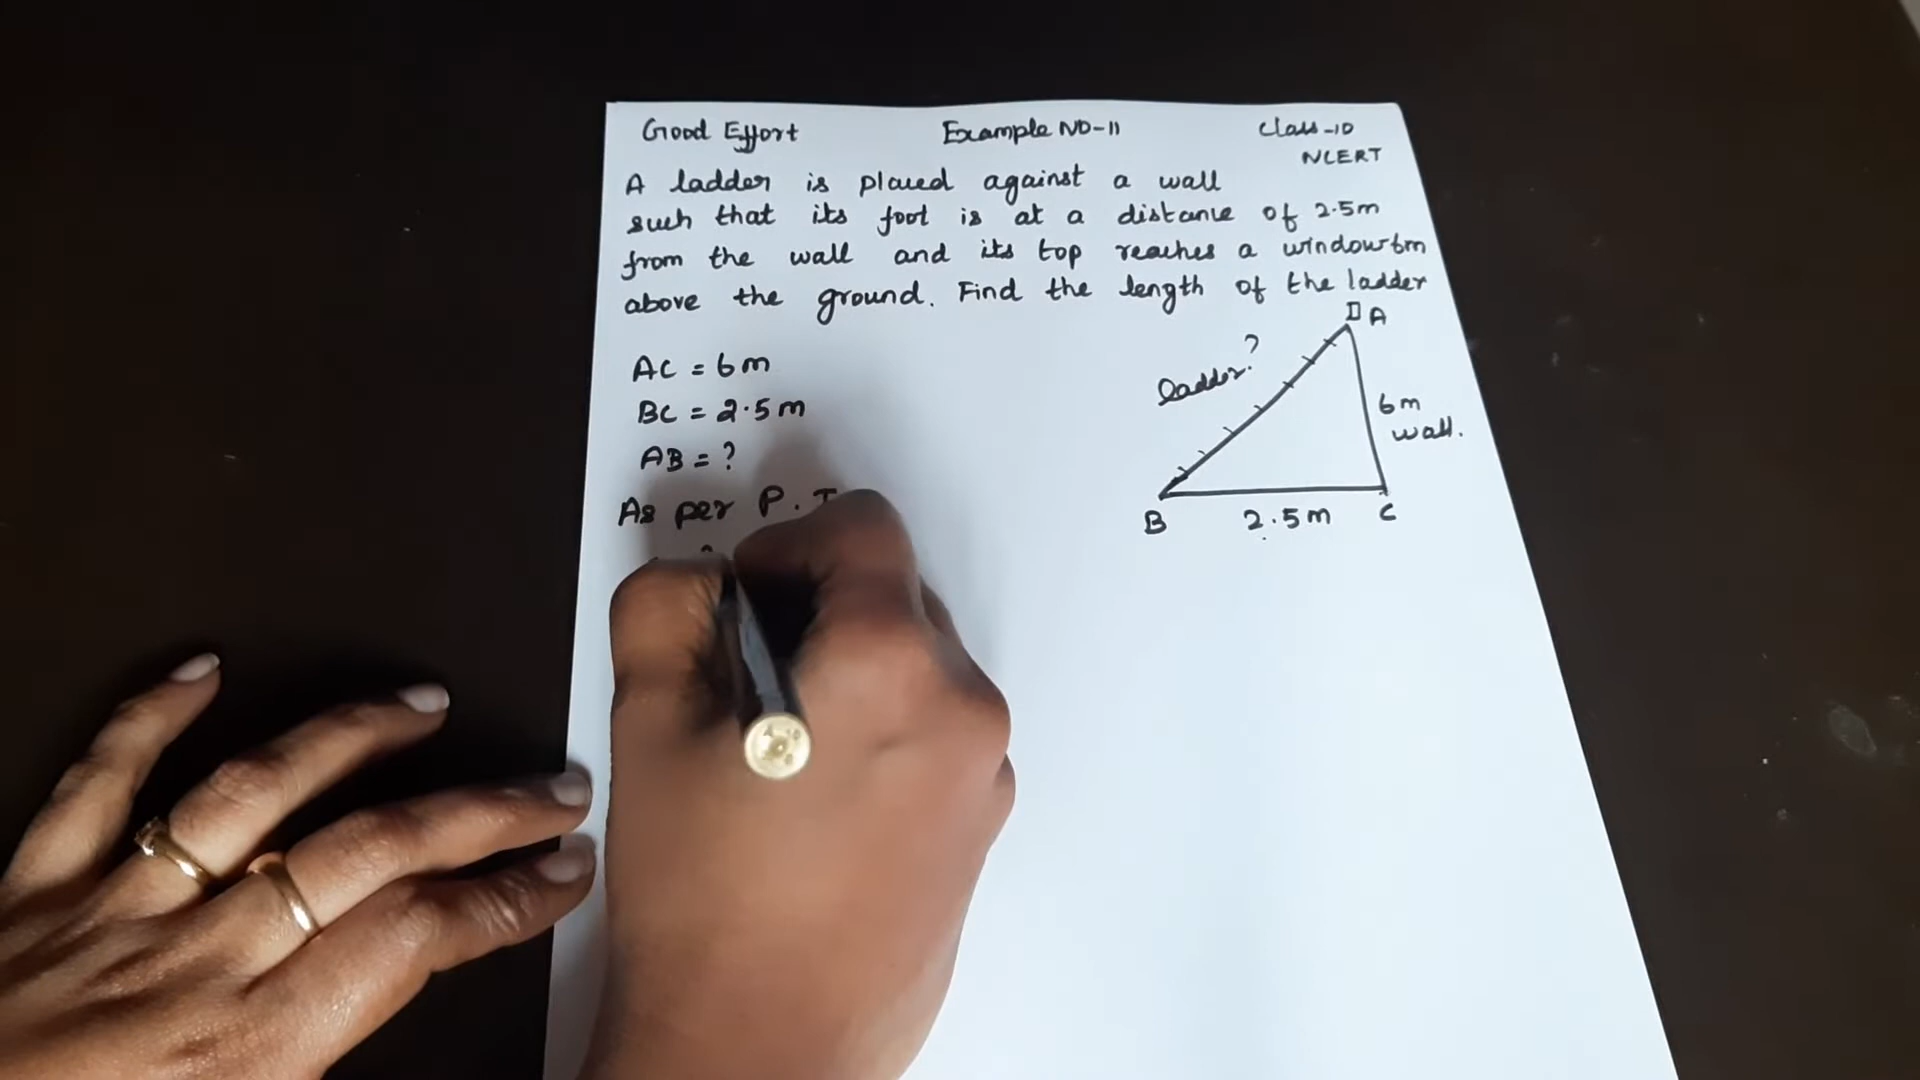 Good Effort Example NO-11 Class-10
NCERT
A ladder is placed against a wall
such that its foot is at a distance of 2.5m
from the wall and its top reaches a window 6m
above the ground. Find the length of the ladder
A
ladder?
AC = 6m
BC = 2.5m
6m
wall.
AB = ?
As per P. T
B 2.5m C